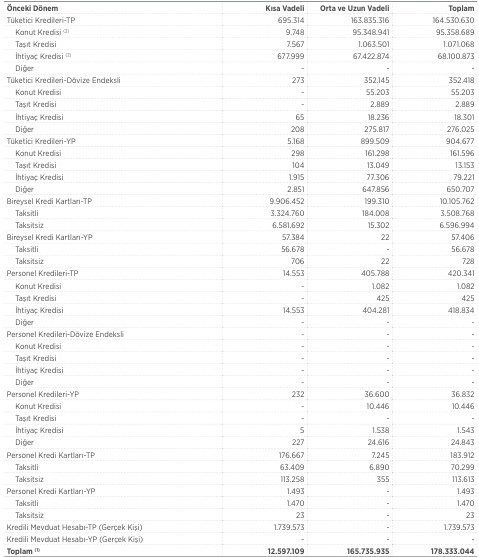 Önceki Dönem Kısa Vadeli Orta ve Uzun Vadeli Toplam
Tüketici Kredileri-TP 695.314 163.835.316 164.530.630
Konut Kredisi (2) 9.748 95.348.941 95.358.689
Taşıt Kredisi 7.567 1.063.501 1.071.068
İhtiyaç Kredisi (2) 677.999 67.422.874 68.100.873
Diğer - - -
Tüketici Kredileri-Dövize Endeksli 273 352.145 352.418
Konut Kredisi - 55.203 55.203
Taşıt Kredisi - 2.889 2.889
İhtiyaç Kredisi 65 18.236 18.301
Diğer 208 275.817 276.025
Tüketici Kredileri-YP 5.168 899.509 904.677
Konut Kredisi 298 161.298 161.596
Taşıt Kredisi 104 13.049 13.153
İhtiyaç Kredisi 1.915 77.306 79.221
Diğer 2.851 647.856 650.707
Bireysel Kredi Kartları-TP 9.906.452 199.310 10.105.762
Taksitli 3.324.760 184.008 3.508.768
Taksitsiz 6.581.692 15.302 6.596.994
Bireysel Kredi Kartları-YP 57.384 22 57.406
Taksitli 56.678 - 56.678
Taksitsiz 706 22 728
Personel Kredileri-TP 14.553 405.788 420.341
Konut Kredisi - 1.082 1.082
Taşıt Kredisi - 425 425
İhtiyaç Kredisi 14.553 404.281 418.834
Diğer - - -
Personel Kredileri-Dövize Endeksli - - -
Konut Kredisi - - -
Taşıt Kredisi - - -
İhtiyaç Kredisi - - -
Diğer - - -
Personel Kredileri-YP 232 36.600 36.832
Konut Kredisi - 10.446 10.446
Taşıt Kredisi - - -
İhtiyaç Kredisi 5 1.538 1.543
Diğer 227 24.616 24.843
Personel Kredi Kartları-TP 176.667 7.245 183.912
Taksitli 63.409 6.890 70.299
Taksitsiz 113.258 355 113.613
Personel Kredi Kartları-YP 1.493 - 1.493
Taksitli 1.470 - 1.470
Taksitsiz 23 - 23
Kredili Mevduat Hesabı-TP (Gerçek Kişi) 1.739.573 - 1.739.573
Kredili Mevduat Hesabı-YP (Gerçek Kişi) - - -
Toplam (1) 12.597.109 165.735.935 178.333.044